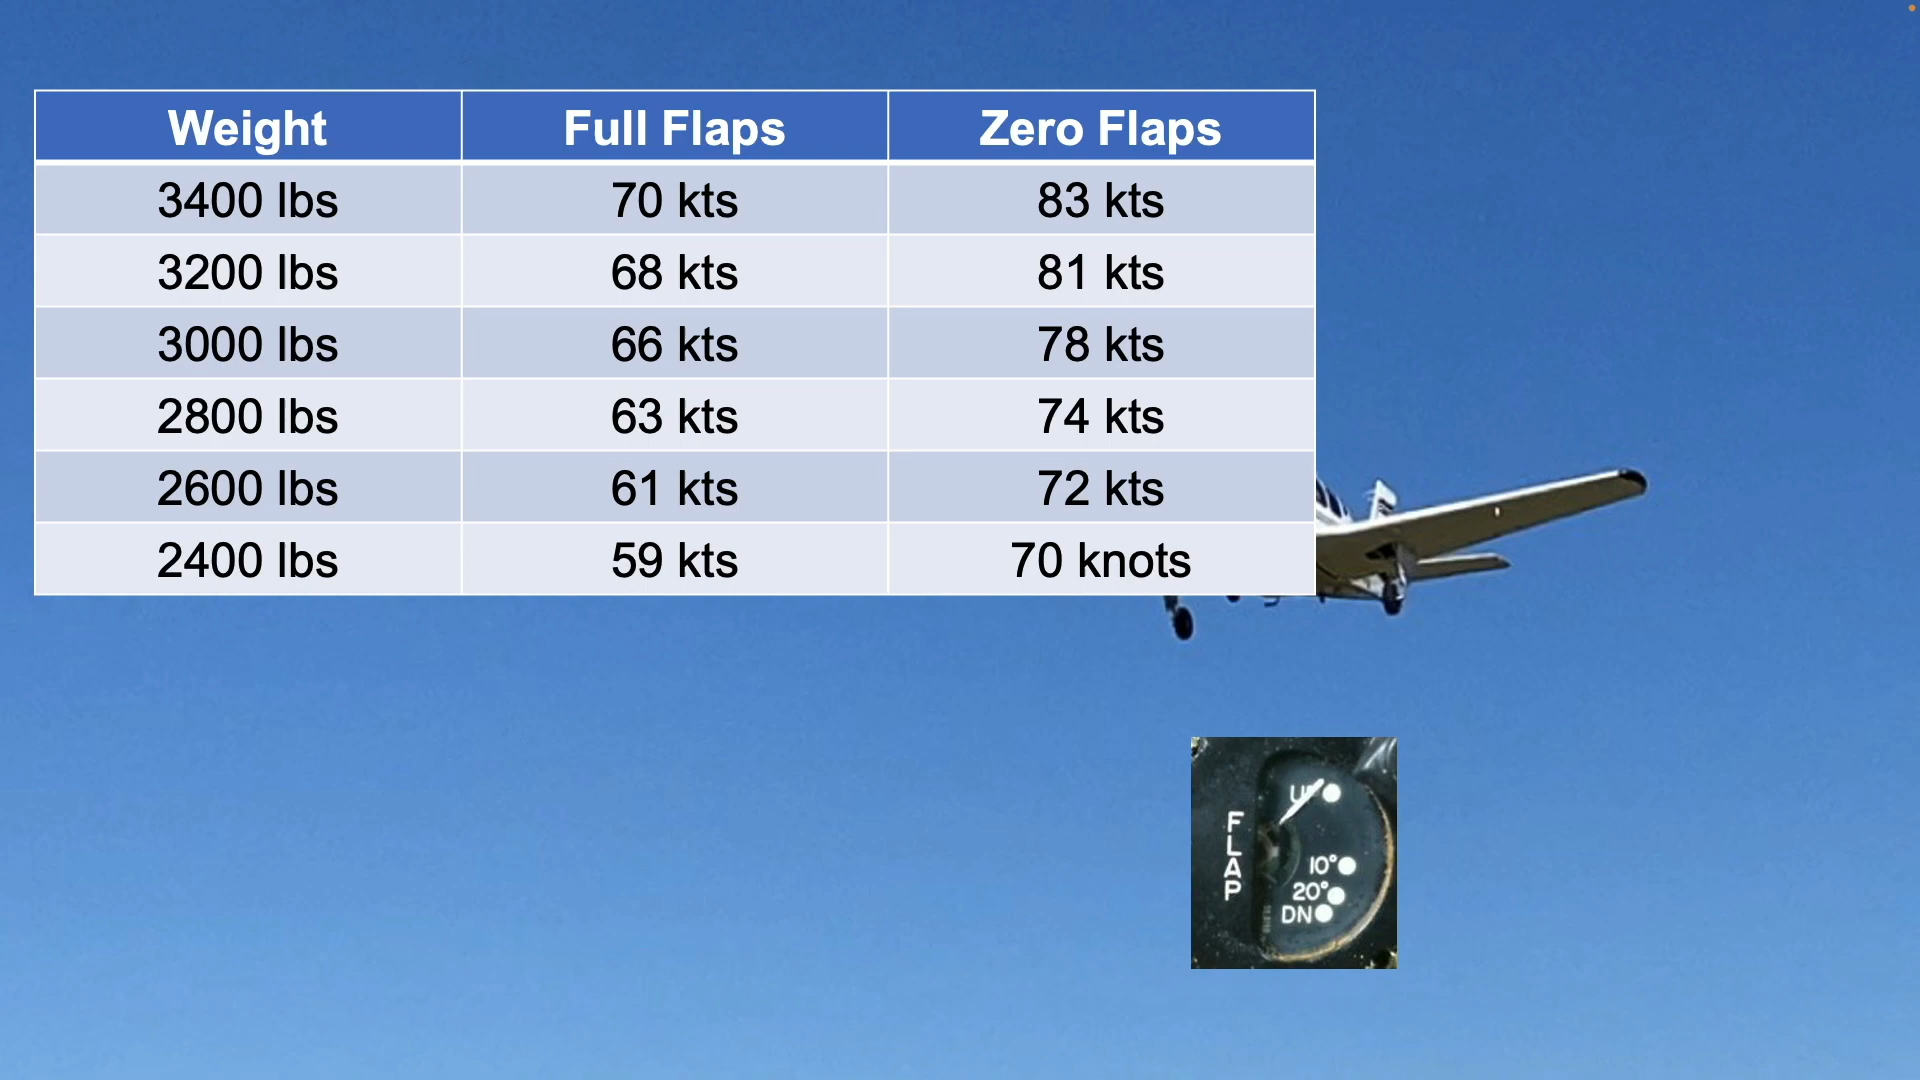 Weight Full Flaps Zero Flaps
3400 lbs 70 kts 83 kts
3200 lbs 68 kts 81 kts
3000 lbs 66 kts 78 kts
2800 lbs 63 kts 74 kts
2600 lbs 61 kts 72 kts
2400 lbs 59 kts 70 knots
FLAP
UP
10°
20°
DN